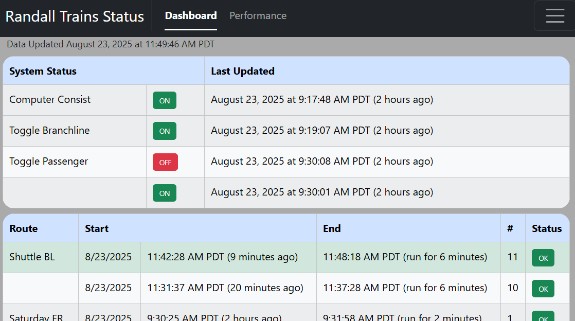 Randall Trains Status Dashboard Performance
Data Updated August 23, 2025 at 11:49:46 AM PDT
System Status Last Updated
Computer Consist ON August 23, 2025 at 9:17:48 AM PDT (2 hours ago)
Toggle Branchline ON August 23, 2025 at 9:19:07 AM PDT (2 hours ago)
Toggle Passenger OFF August 23, 2025 at 9:30:08 AM PDT (2 hours ago)
ON August 23, 2025 at 9:30:01 AM PDT (2 hours ago)
Route Start End # Status
Shuttle BL 8/23/2025 11:42:28 AM PDT (9 minutes ago) 11:48:18 AM PDT (run for 6 minutes) 11 OK
8/23/2025 11:31:37 AM PDT (20 minutes ago) 11:37:28 AM PDT (run for 6 minutes) 10 OK
Saturday FR 8/23/2025 9:30:25 AM PDT (2 hours ago) 9:31:58 AM PDT (run for 2 minutes) 1 OK